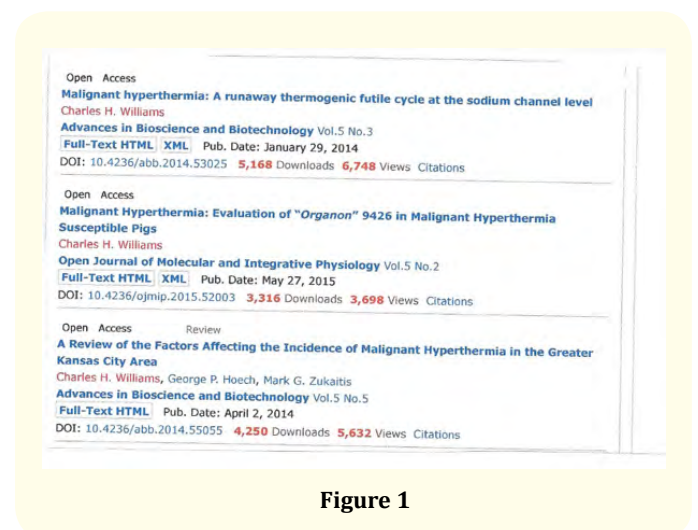 Open Access
Malignant hyperthermia: A runaway thermogenic futile cycle at the sodium channel level
Charles H. Williams
Advances in Bioscience and Biotechnology Vol.5 No.3
Full-Text HTML XML Pub. Date: January 29, 2014
DOI: 10.4236/abb.2014.53025 5,168 Downloads 6,748 Views Citations
Open Access
Malignant Hyperthermia: Evaluation of "Organon" 9426 in Malignant Hyperthermia
Susceptible Pigs
Charles H. Williams
Open Journal of Molecular and Integrative Physiology Vol.5 No.2
Full-Text HTML XML Pub. Date: May 27, 2015
DOI: 10.4236/ojmip.2015.52003 3,316 Downloads 3,698 Views Citations
Open Access Review
A Review of the Factors Affecting the Incidence of Malignant Hyperthermia in the Greater
Kansas City Area
Charles H. Williams, George P. Hoech, Mark G. Zukaitis
Advances in Bioscience and Biotechnology Vol.5 No.5
Full-Text HTML Pub. Date: April 2, 2014
DOI: 10.4236/abb.2014.55055 4,250 Downloads 5,632 Views Citations
Figure 1